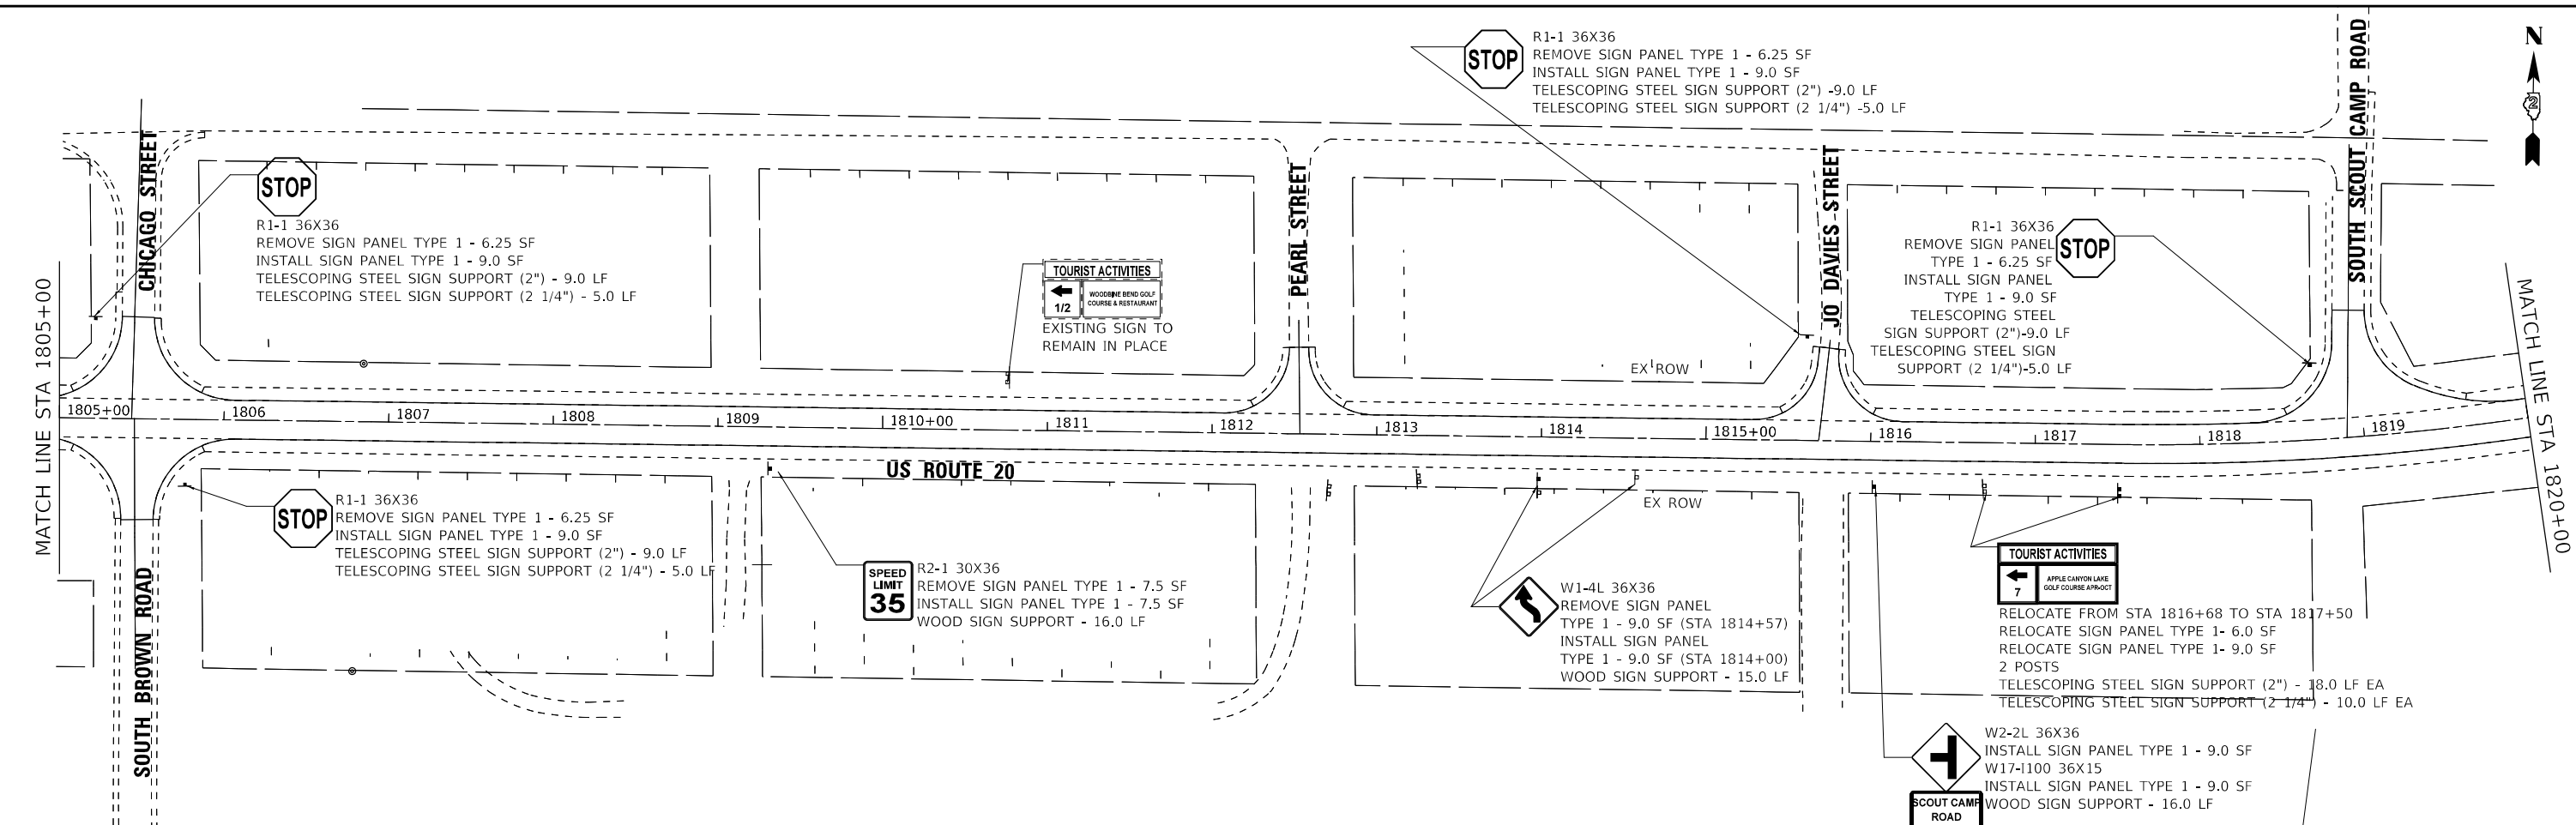 STOP
R1-1 36X36
REMOVE SIGN PANEL TYPE 1 - 6.25 SF
INSTALL SIGN PANEL TYPE 1 - 9.0 SF
TELESCOPING STEEL SIGN SUPPORT (2") -9.0 LF
TELESCOPING STEEL SIGN SUPPORT (2 1/4") -5.0 LF
SOUTH SCOUT CAMP ROAD
N
2
CHICAGO STREET
STOP
R1-1 36X36
REMOVE SIGN PANEL TYPE 1 - 6.25 SF
INSTALL SIGN PANEL TYPE 1 - 9.0 SF
TELESCOPING STEEL SIGN SUPPORT (2") - 9.0 LF
TELESCOPING STEEL SIGN SUPPORT (2 1/4") - 5.0 LF
TOURIST ACTIVITIES
1/2
WOODBINE BEND GOLF
COURSE & RESTAURANT
EXISTING SIGN TO
REMAIN IN PLACE
PEARL STREET
JO DAVIES STREET
STOP
R1-1 36X36
REMOVE SIGN PANEL
TYPE 1 - 6.25 SF
INSTALL SIGN PANEL
TYPE 1 - 9.0 SF
TELESCOPING STEEL
SIGN SUPPORT (2")-9.0 LF
TELESCOPING STEEL SIGN
SUPPORT (2 1/4")-5.0 LF
EX ROW
MATCH LINE STA 1805+00
MATCH LINE STA 1820+00
1805+00
1806
1807
1808
1809
1810+00
1811
1812
1813
1814
1815+00
1816
1817
1818
1819
US ROUTE 20
EX ROW
STOP
R1-1 36X36
REMOVE SIGN PANEL TYPE 1 - 6.25 SF
INSTALL SIGN PANEL TYPE 1 - 9.0 SF
TELESCOPING STEEL SIGN SUPPORT (2") - 9.0 LF
TELESCOPING STEEL SIGN SUPPORT (2 1/4") - 5.0 LF
SOUTH BROWN ROAD
SPEED
LIMIT
35
R2-1 30X36
REMOVE SIGN PANEL TYPE 1 - 7.5 SF
INSTALL SIGN PANEL TYPE 1 - 7.5 SF
WOOD SIGN SUPPORT - 16.0 LF
W1-4L 36X36
REMOVE SIGN PANEL
TYPE 1 - 9.0 SF (STA 1814+57)
INSTALL SIGN PANEL
TYPE 1 - 9.0 SF (STA 1814+00)
WOOD SIGN SUPPORT - 15.0 LF
TOURIST ACTIVITIES
7
APPLE CANYON LAKE
GOLF COURSE APR-OCT
RELOCATE FROM STA 1816+68 TO STA 1817+50
RELOCATE SIGN PANEL TYPE 1- 6.0 SF
RELOCATE SIGN PANEL TYPE 1- 9.0 SF
2 POSTS
TELESCOPING STEEL SIGN SUPPORT (2") - 18.0 LF EA
TELESCOPING STEEL SIGN SUPPORT (2 1/4") - 10.0 LF EA
W2-2L 36X36
INSTALL SIGN PANEL TYPE 1 - 9.0 SF
W17-I100 36X15
INSTALL SIGN PANEL TYPE 1 - 9.0 SF
WOOD SIGN SUPPORT - 16.0 LF
SCOUT CAMP
ROAD